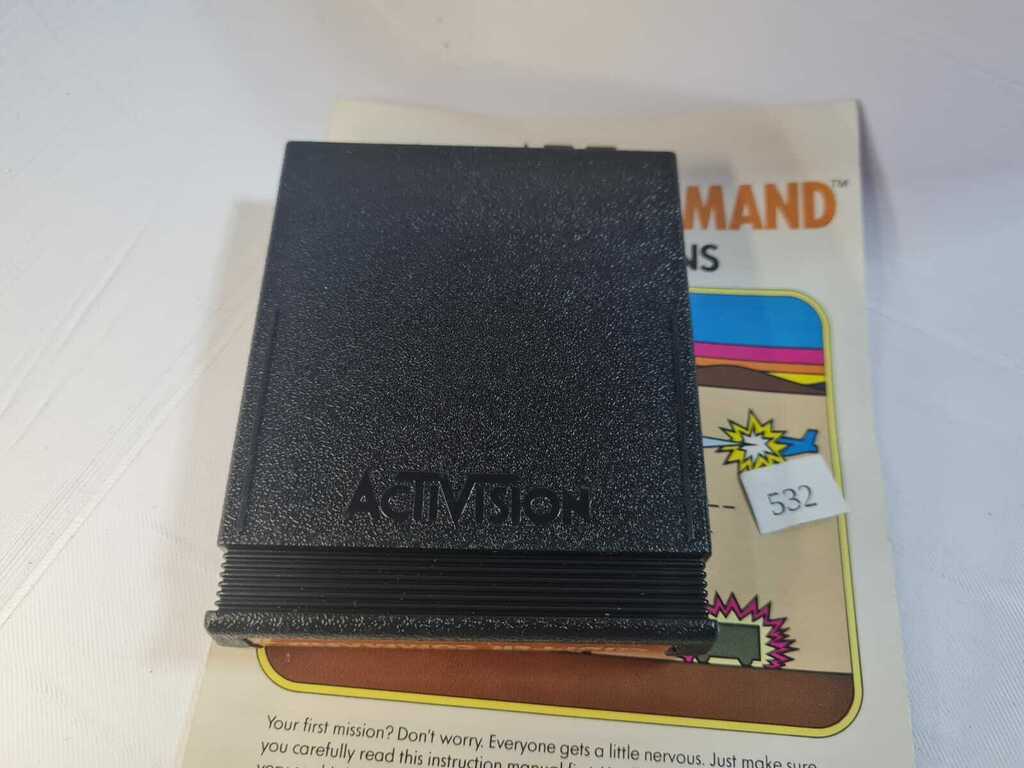 MAND™
NS
ACTIVISION
532
Your first mission? Don't worry. Everyone gets a little nervous. Just make sure
you carefully read this instruction manual first.